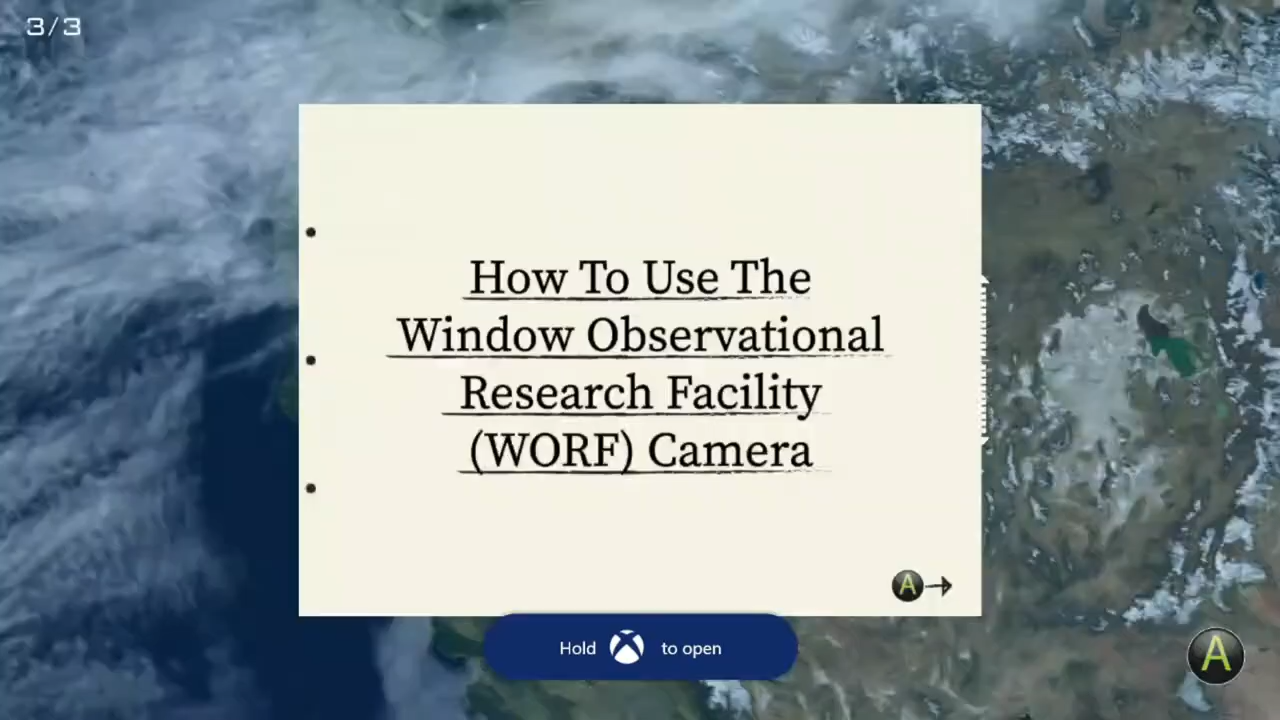 3/3
How To Use The
Window Observational
Research Facility
(WORF) Camera
A
Hold to open
A